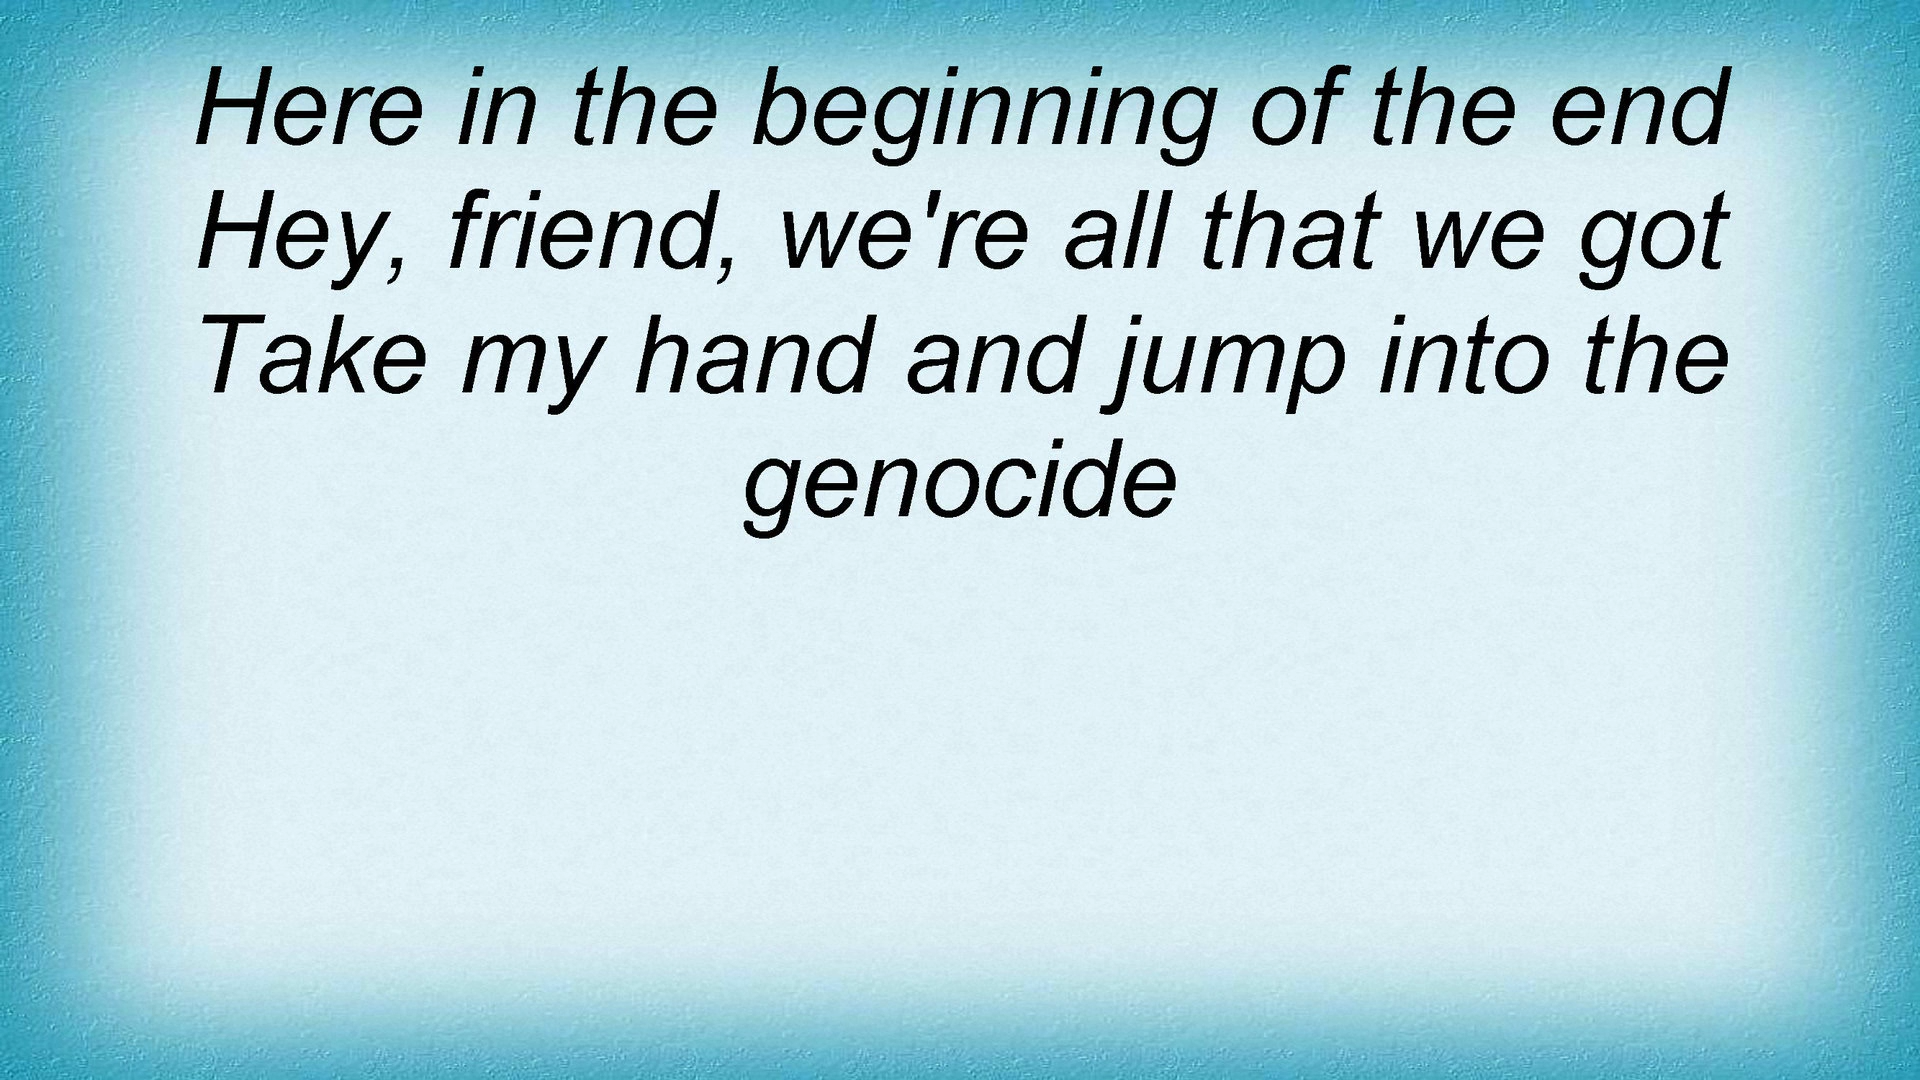 Here in the beginning of the end
Hey, friend, we're all that we got
Take my hand and jump into the
genocide